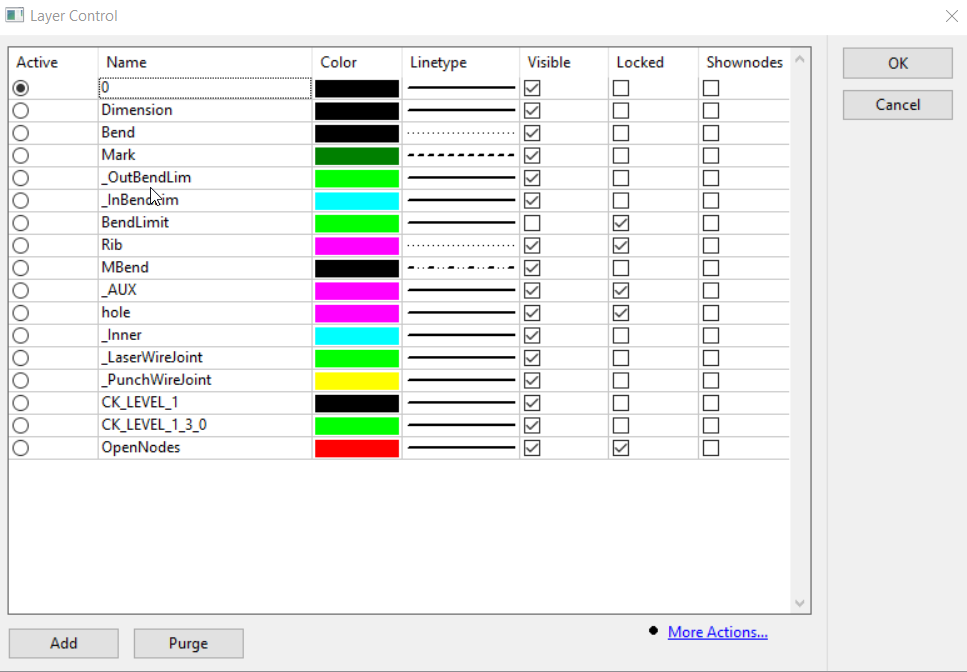 Layer Control
Active Name Color Linetype Visible Locked Shownodes
0
Dimension
Bend
Mark
_OutBendLim
_InBendLim
BendLimit
Rib
MBend
_AUX
hole
_Inner
_LaserWireJoint
_PunchWireJoint
CK_LEVEL_1
CK_LEVEL_1_3_0
OpenNodes
OK
Cancel
Add Purge More Actions...